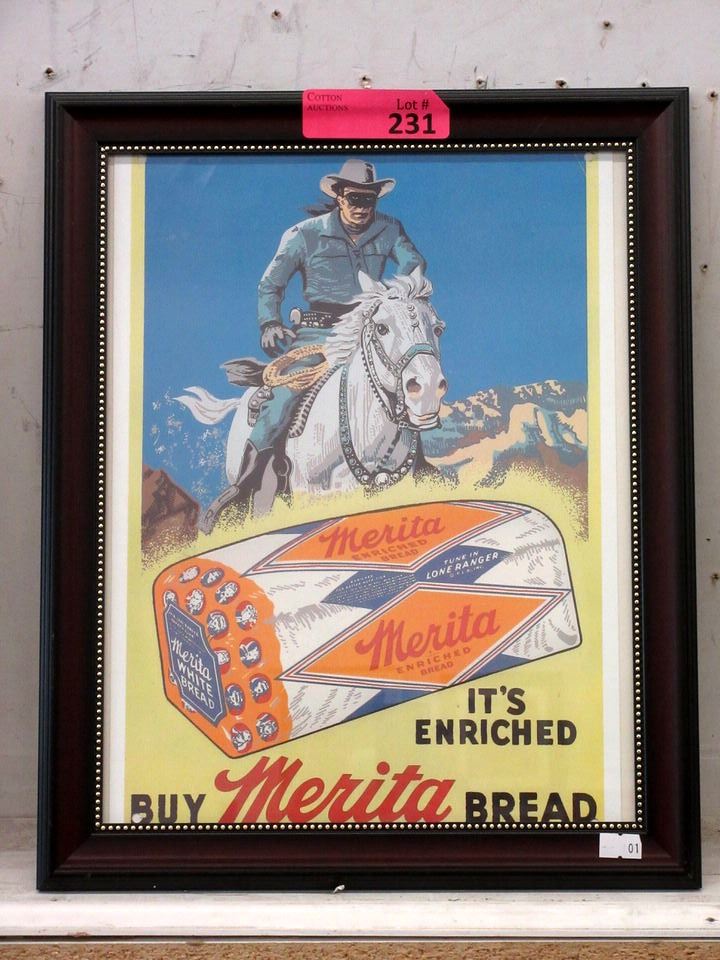 COTTON
AUCTIONS
Lot #
231
Merita
ENRICHED
BREAD
TUNE IN
LONE RANGER
Merita
ENRICHED
BREAD
Merita
WHITE
BREAD
IT'S
ENRICHED
BUY Merita BREAD
01